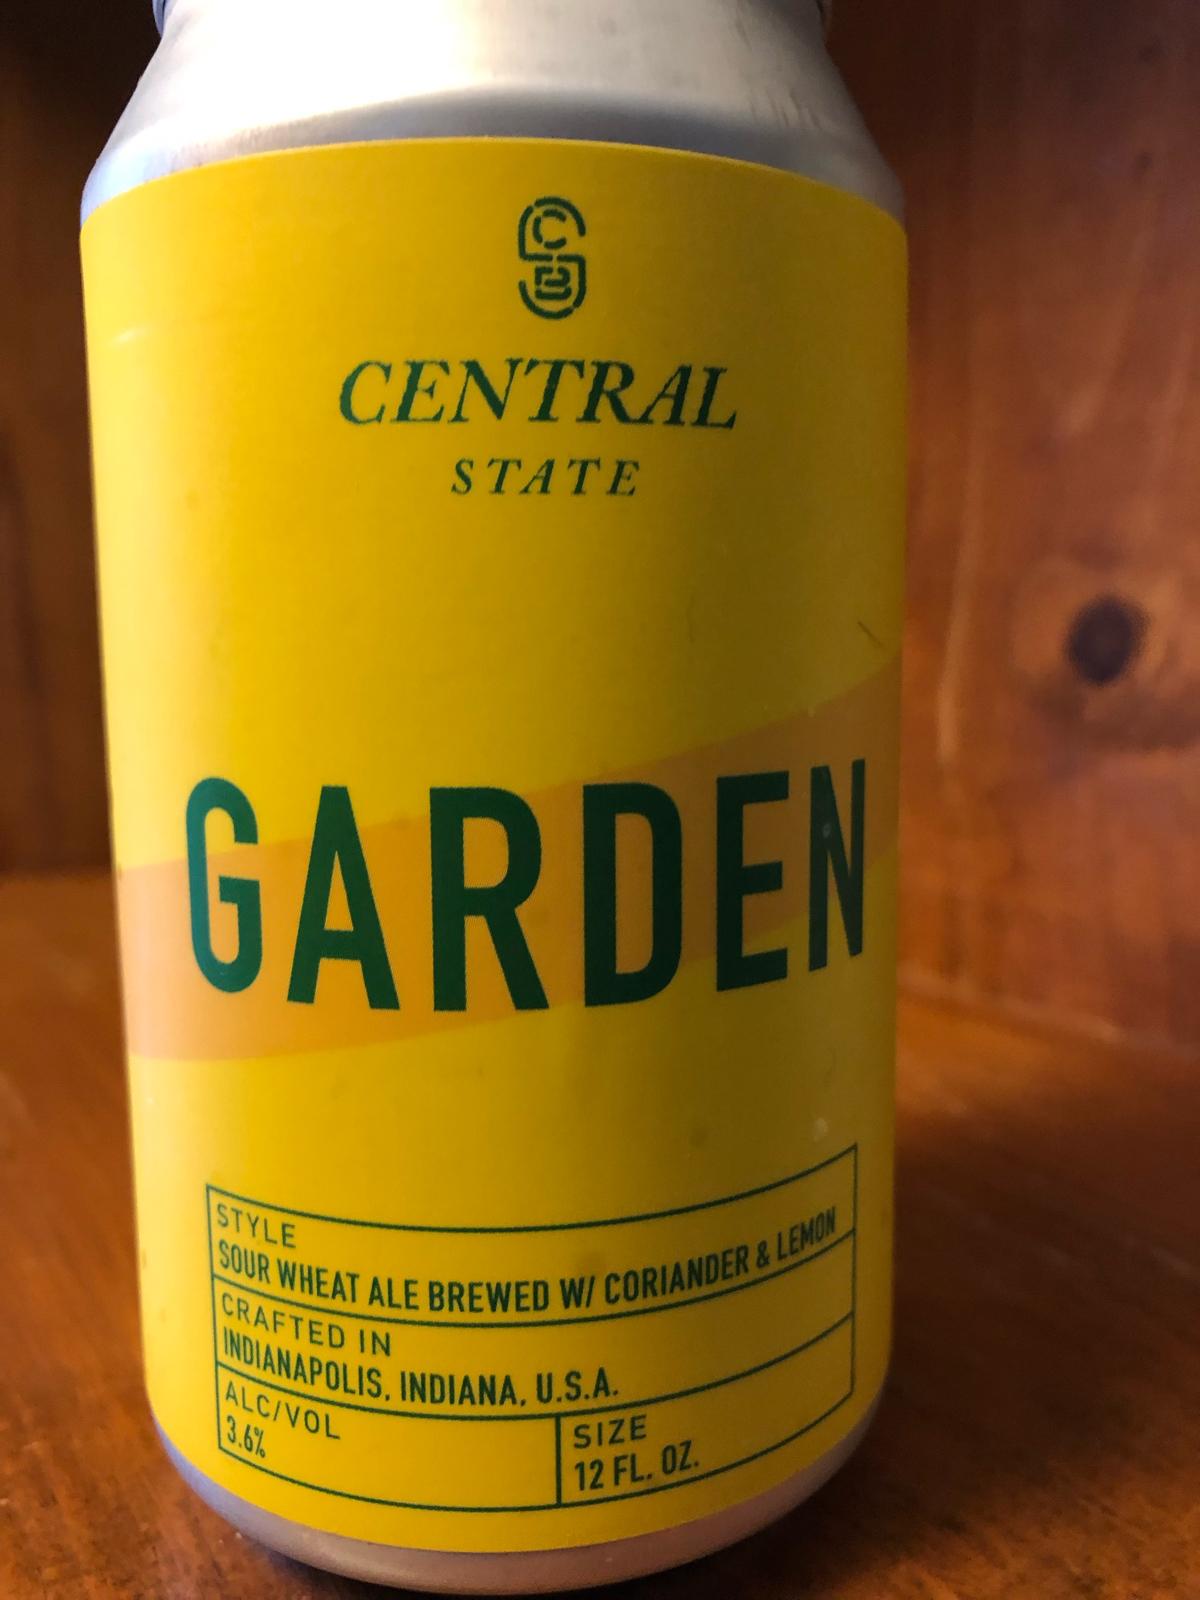 CSB
CENTRAL
STATE
GARDEN
STYLE
SOUR WHEAT ALE BREWED W/ CORIANDER & LEMON
CRAFTED IN
INDIANAPOLIS, INDIANA, U.S.A.
ALC/VOL
3.6%
SIZE
12 FL. OZ.